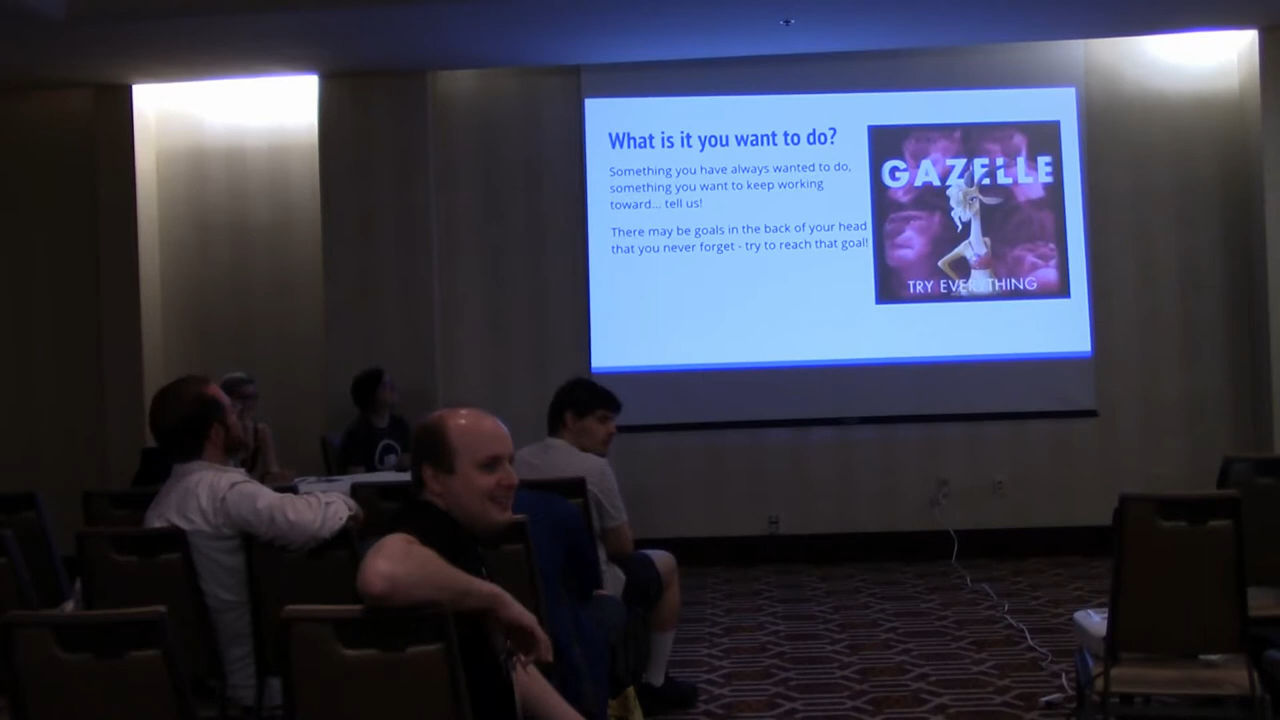 What is it you want to do?
Something you have always wanted to do,
something you want to keep working
toward... tell us!
There may be goals in the back of your head
that you never forget - try to reach that goal!
GAZELLE
TRY EVERYTHING